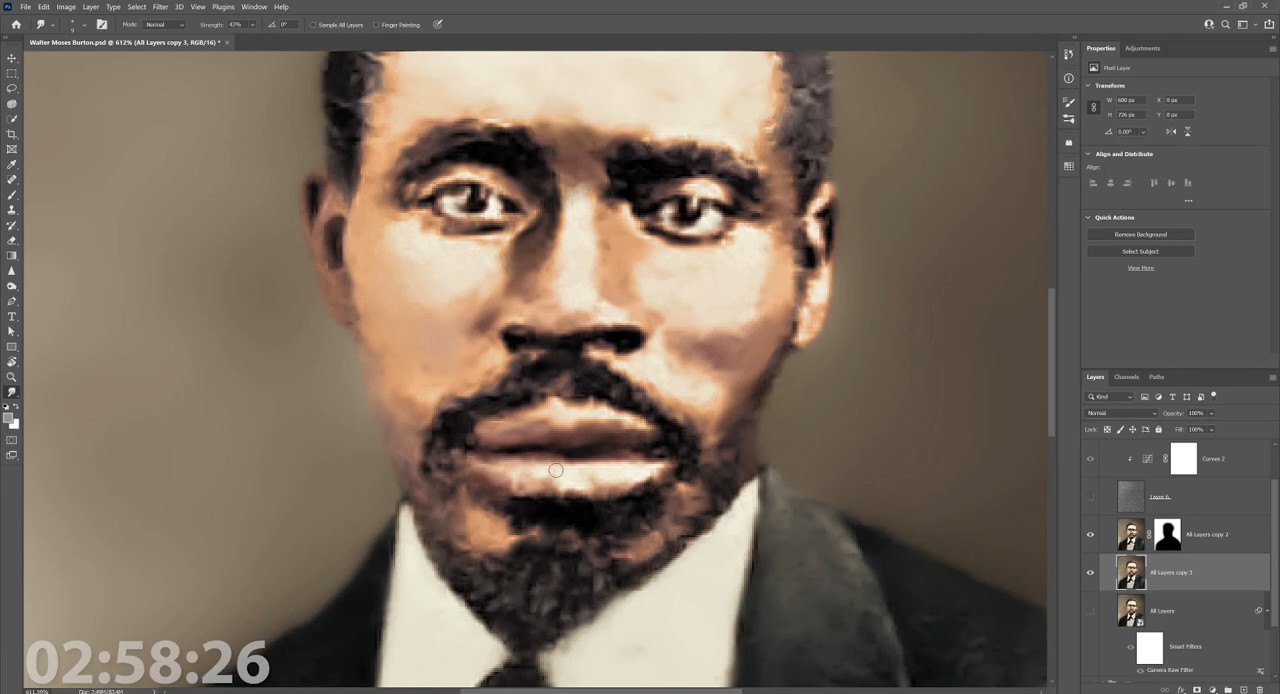 File Edit Image Layer Type Select Filter 3D View Plugins Window Help
9 Mode: Normal Strength: 43% 0° Sample All Layers Finger Painting
Walter Moses Burton.psd @ 612% (All Layers copy 3, RGB/16) * ×
Properties Adjustments
Pixel Layer
Transform
W 600 px X 0 px
H 726 px Y 0 px
0.00°
Align and Distribute
Align:
Quick Actions
Remove Background
Select Subject
View More
Layers Channels Paths
Kind
Normal Opacity: 100%
Lock: Fill: 100%
Curves 2
Layer 6
All Layers copy 2
All Layers copy 3
All Layers
Smart Filters
Camera Raw Filter
02:58:26